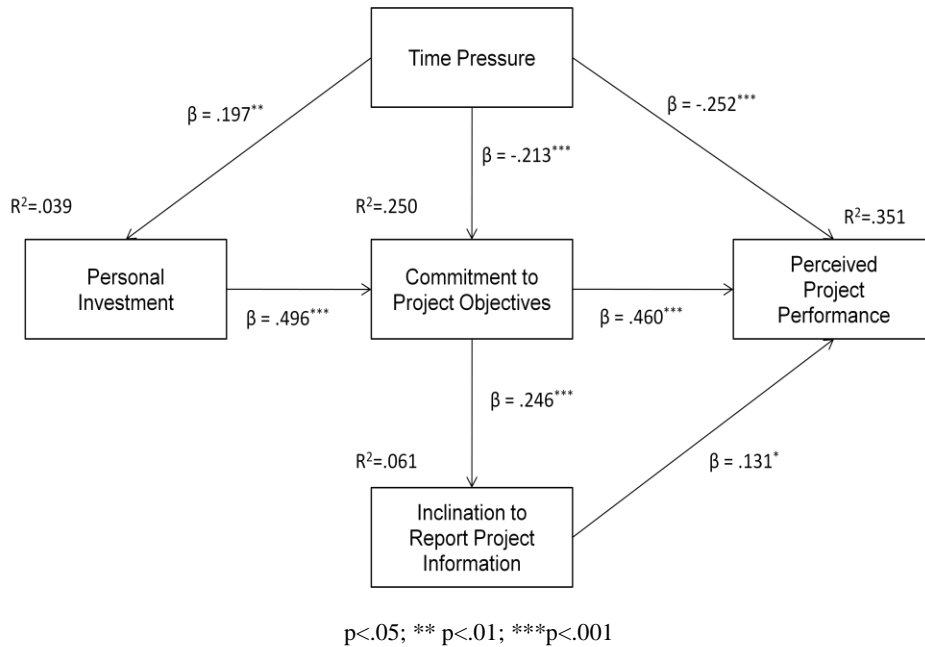 Time Pressure
β = .197**
β = -.252***
β = -.213***
R²=.039
R²=.250
R²=.351
Personal
Investment
Commitment to
Project Objectives
Perceived
Project
Performance
β = .496***
β = .460***
β = .246***
R²=.061
β = .131*
Inclination to
Report Project
Information
p<.05; ** p<.01; ***p<.001